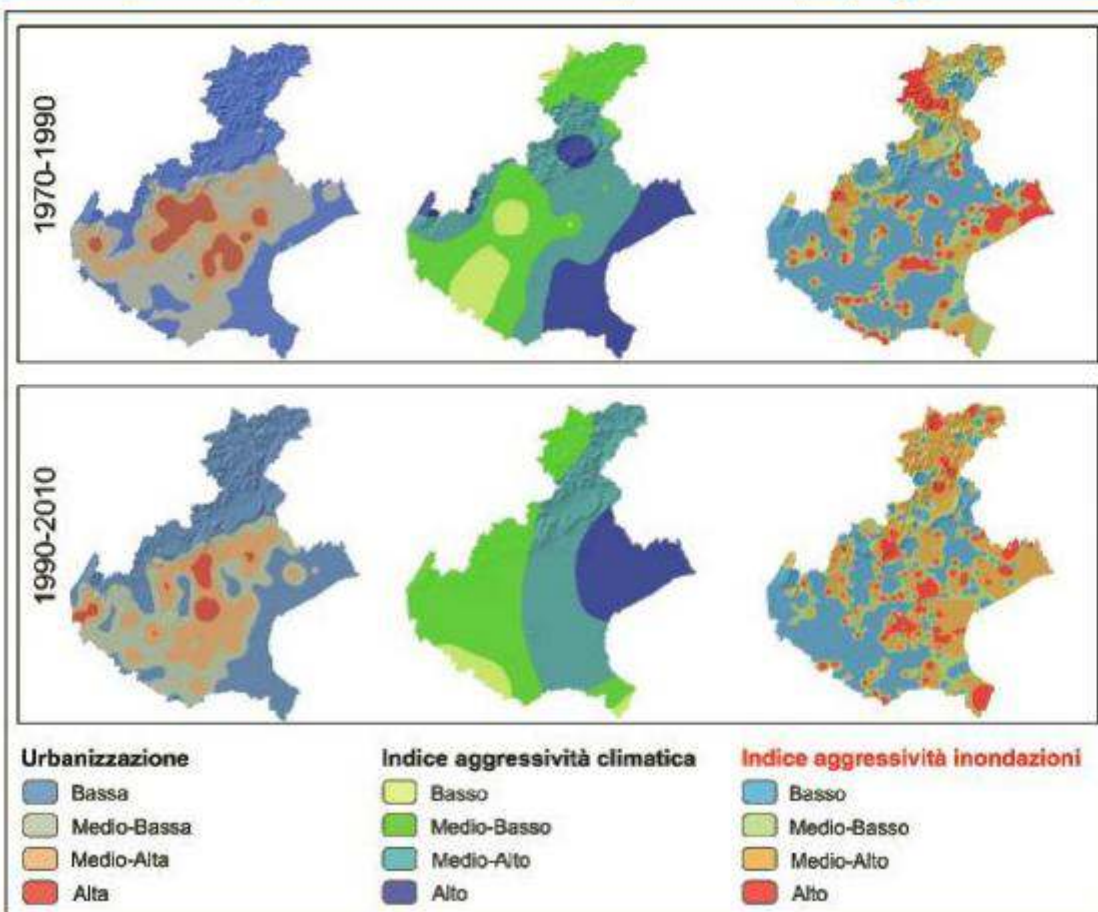 1970-1990
1990-2010
Urbanizzazione
Bassa
Medio-Bassa
Medio-Alta
Alta
Indice aggressività climatica
Basso
Medio-Basso
Medio-Alto
Alto
Indice aggressività inondazioni
Basso
Medio-Basso
Medio-Alto
Alto